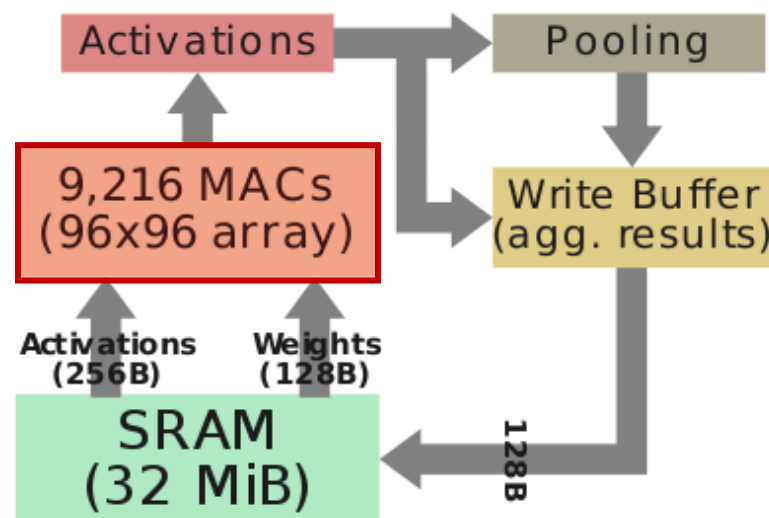 Activations
Pooling
9,216 MACs
(96x96 array)
Write Buffer
(agg. results)
Activations
(256B)
Weights
(128B)
SRAM
(32 MiB)
128B